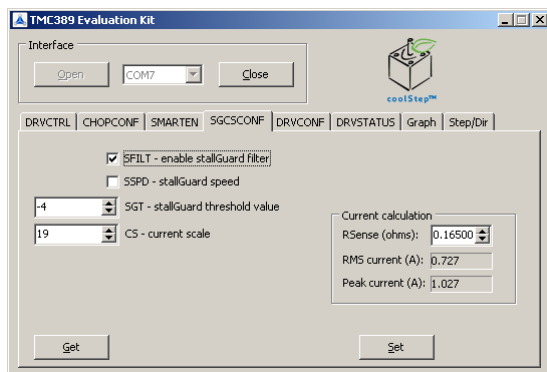 TMC389 Evaluation Kit
Interface
Open COM7 Close
coolStep™
DRVCTRL CHOPCONF SMARTEN SGCSCONF DRVCONF DRVSTATUS Graph Step/Dir
SFILT - enable stallGuard filter
SSPD - stallGuard speed
-4 SGT - stallGuard threshold value
19 CS - current scale
Current calculation
RSense (ohms): 0.16500
RMS current (A): 0.727
Peak current (A): 1.027
Get Set